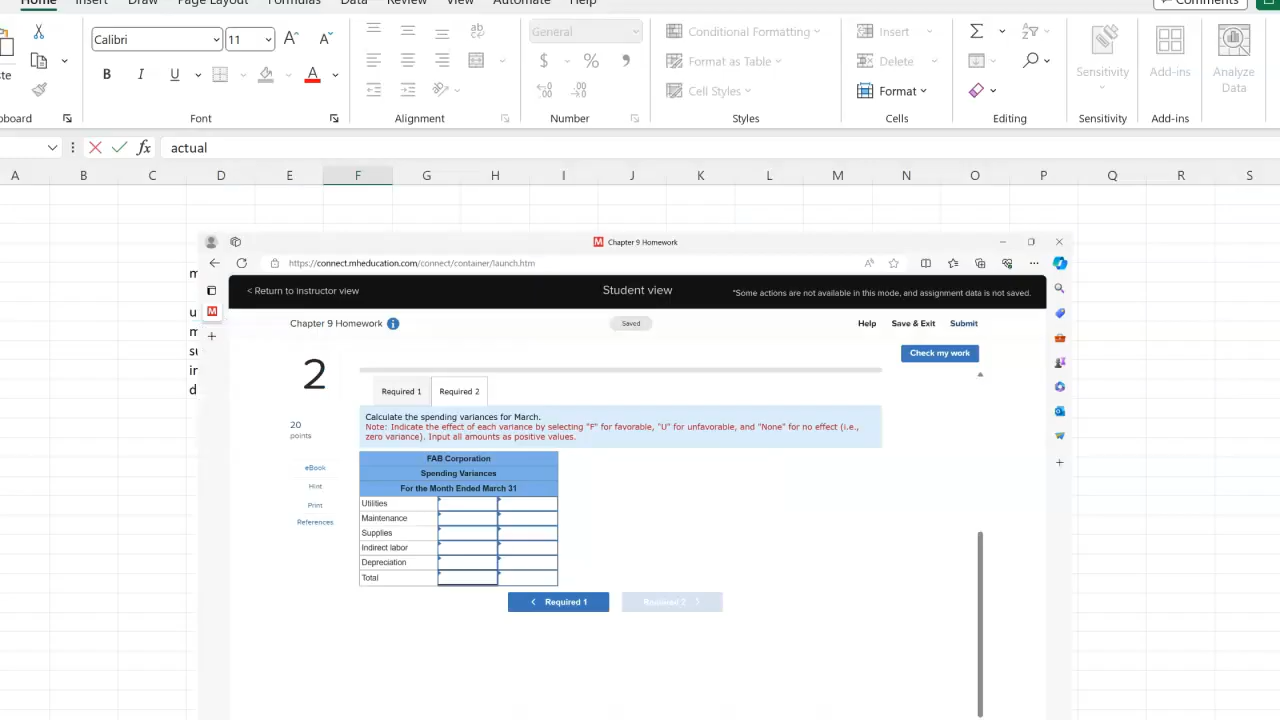 Home Insert Draw Page Layout Formulas Data Review View Automate Help Comments
Calibri 11 General Conditional Formatting Insert
Format as Table Delete Sensitivity Add-ins Analyze Data
Cell Styles Format
Font Alignment Number Styles Cells Editing Sensitivity Add-ins
fx actual
A B C D E F G H I J K L M N O P Q R S
Chapter 9 Homework
https://connect.mheducation.com/connect/container/launch.htm
< Return to instructor view Student view *Some actions are not available in this mode, and assignment data is not saved.
Chapter 9 Homework Saved Help Save & Exit Submit
Check my work
2
Required 1 Required 2
20
points
Calculate the spending variances for March.
Note: Indicate the effect of each variance by selecting "F" for favorable, "U" for unfavorable, and "None" for no effect (i.e.,
zero variance). Input all amounts as positive values.
eBook
Hint
Print
References
FAB Corporation
Spending Variances
For the Month Ended March 31
Utilities
Maintenance
Supplies
Indirect labor
Depreciation
Total
< Required 1 Required 2 >